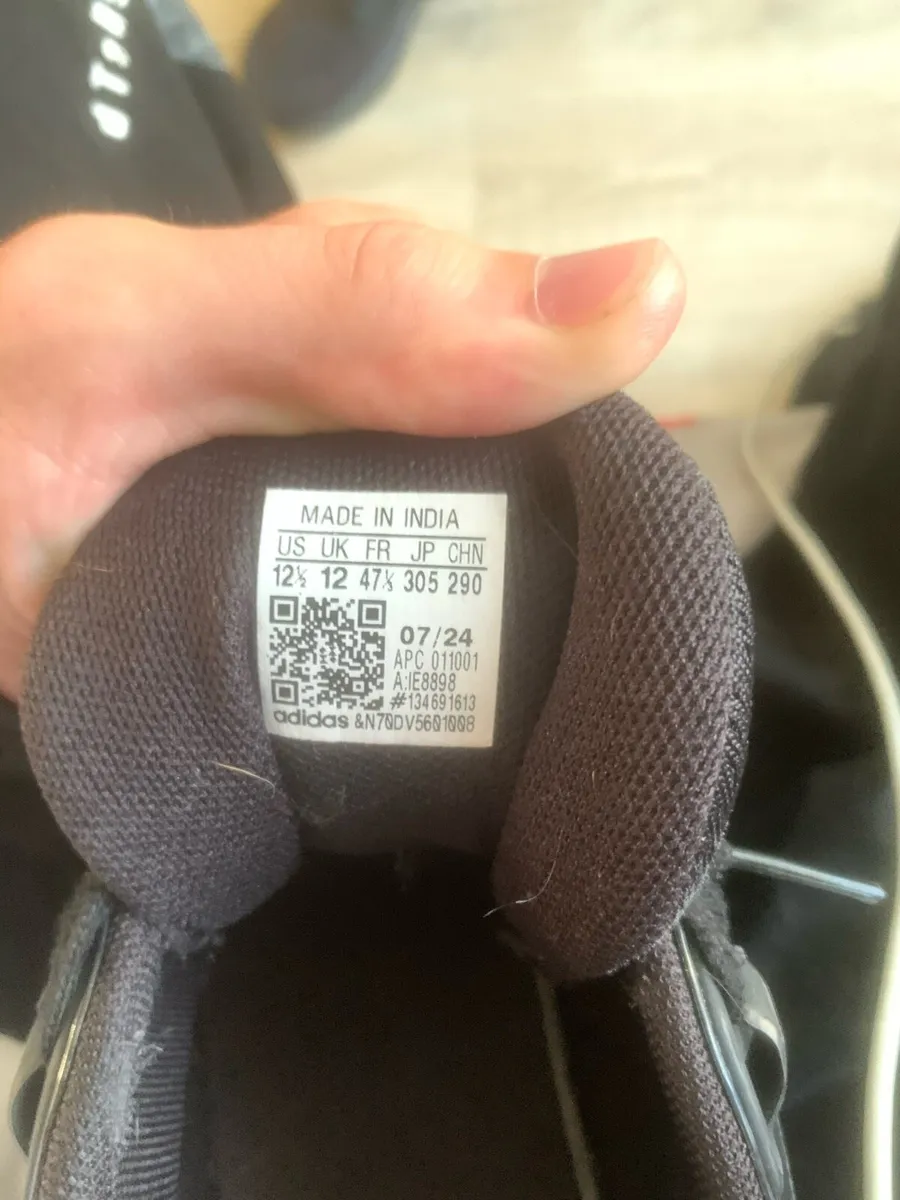 MADE IN INDIA
US UK FR JP CHN
12½ 12 47⅓ 305 290
07/24
APC 011001
A:IE8898
#134691613
adidas &N70DV5601008